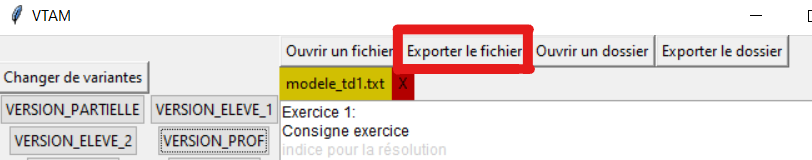 VTAM
Ouvrir un fichier Exporter le fichier Ouvrir un dossier Exporter le dossier
Changer de variantes
modele_td1.txt X
VERSION_PARTIELLE VERSION_ELEVE_1
Exercice 1:
Consigne exercice
VERSION_ELEVE_2 VERSION_PROF
indice pour la résolution